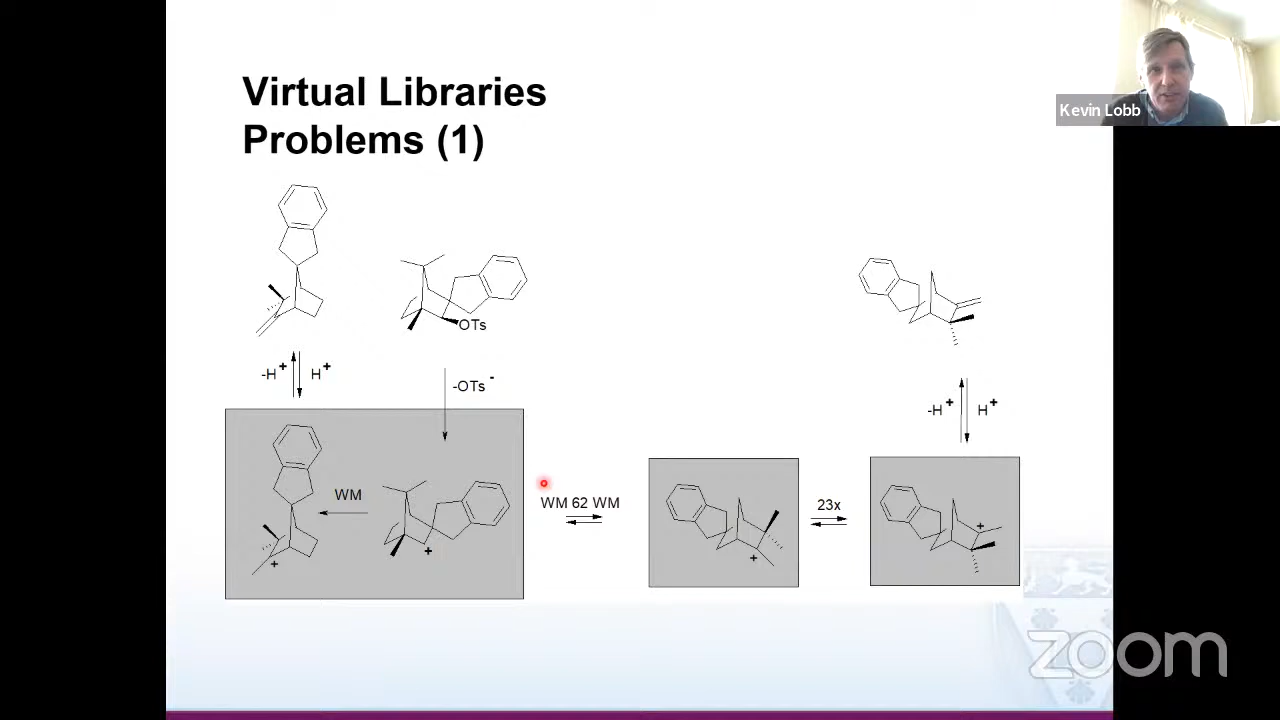 Virtual Libraries
Problems (1)
Kevin Lobb
OTs
-H+
H+
-OTs-
-H+
H+
WM
WM 62 WM
23x
+
+
+
+
zoom